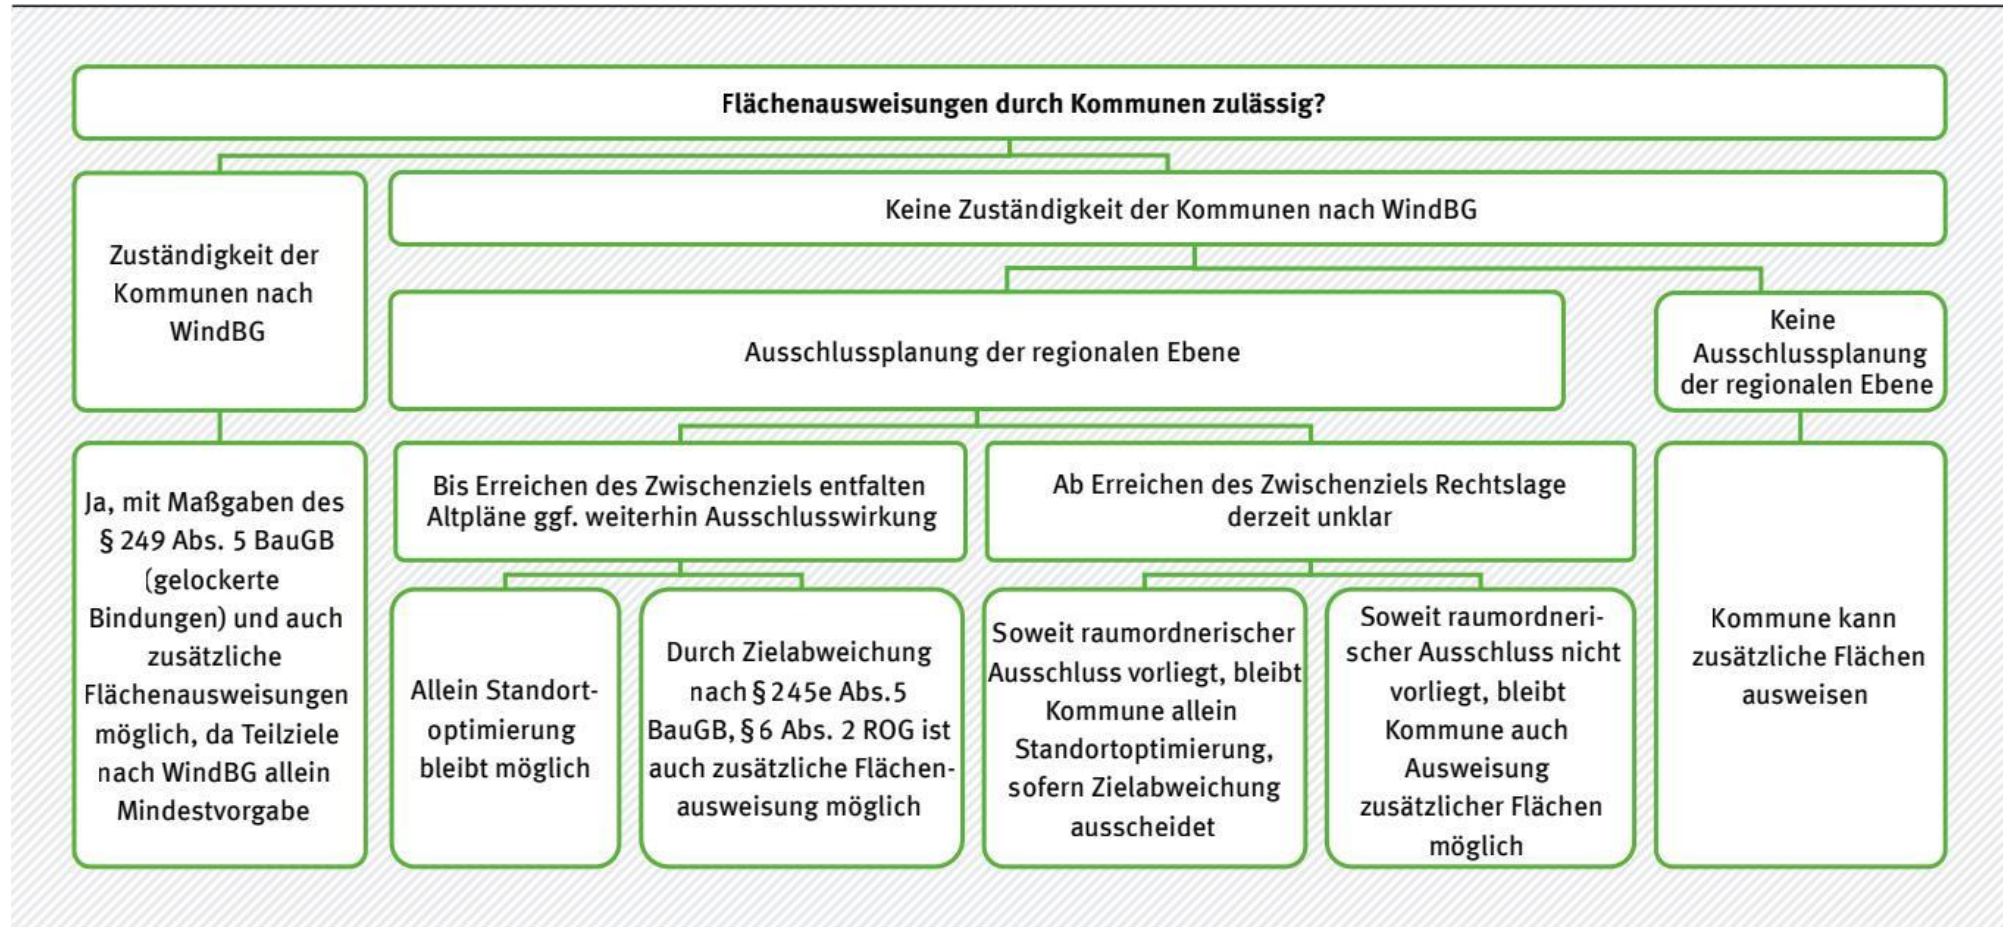 Flächenausweisungen durch Kommunen zulässig?
Zuständigkeit der
Kommunen nach
WindBG
Keine Zuständigkeit der Kommunen nach WindBG
Ausschlussplanung der regionalen Ebene
Keine
Ausschlussplanung
der regionalen Ebene
Ja, mit Maßgaben des
§ 249 Abs. 5 BauGB
(gelockerte
Bindungen) und auch
zusätzliche
Flächenausweisungen
möglich, da Teilziele
nach WindBG allein
Mindestvorgabe
Bis Erreichen des Zwischenziels entfalten
Altpläne ggf. weiterhin Ausschlusswirkung
Ab Erreichen des Zwischenziels Rechtslage
derzeit unklar
Allein Standort-
optimierung
bleibt möglich
Durch Zielabweichung
nach § 245e Abs.5
BauGB, § 6 Abs. 2 ROG ist
auch zusätzliche Flächen-
ausweisung möglich
Soweit raumordnerischer
Ausschluss vorliegt, bleibt
Kommune allein
Standortoptimierung,
sofern Zielabweichung
ausscheidet
Soweit raumordneri-
scher Ausschluss nicht
vorliegt, bleibt
Kommune auch
Ausweisung
zusätzlicher Flächen
möglich
Kommune kann
zusätzliche Flächen
ausweisen